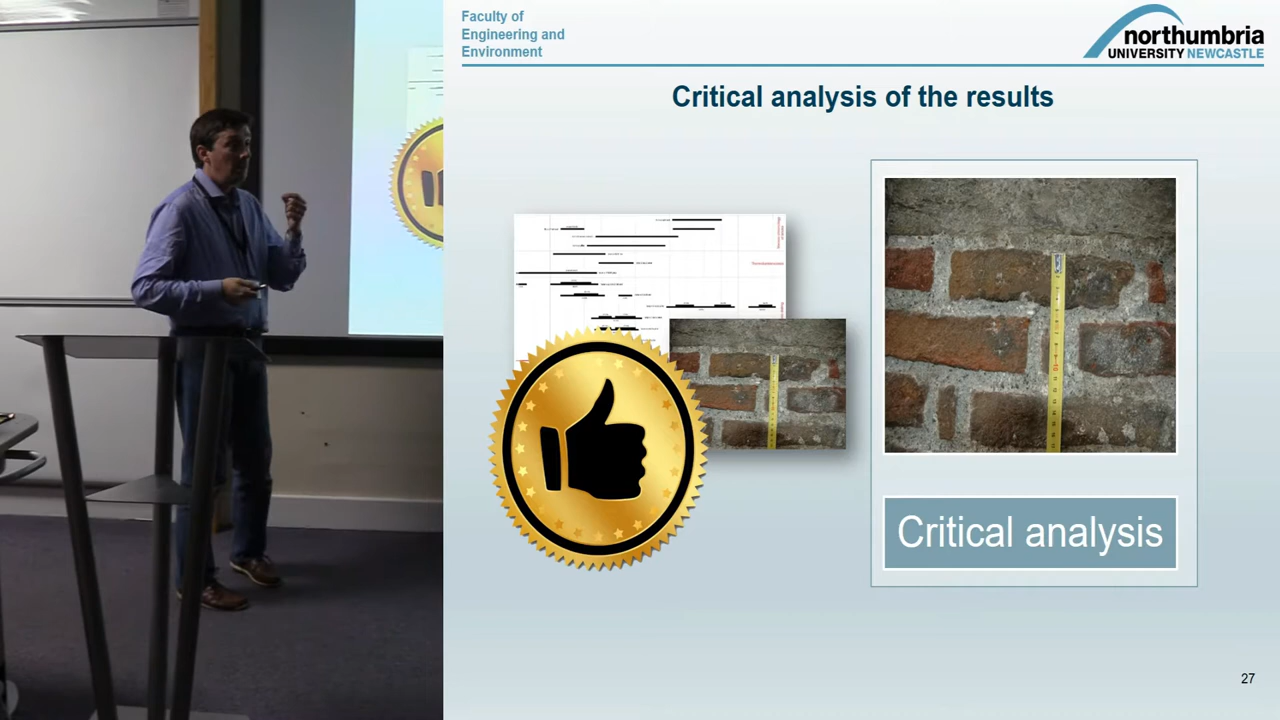 Faculty of
Engineering and
Environment
northumbria
UNIVERSITY NEWCASTLE
Critical analysis of the results
Critical analysis
27